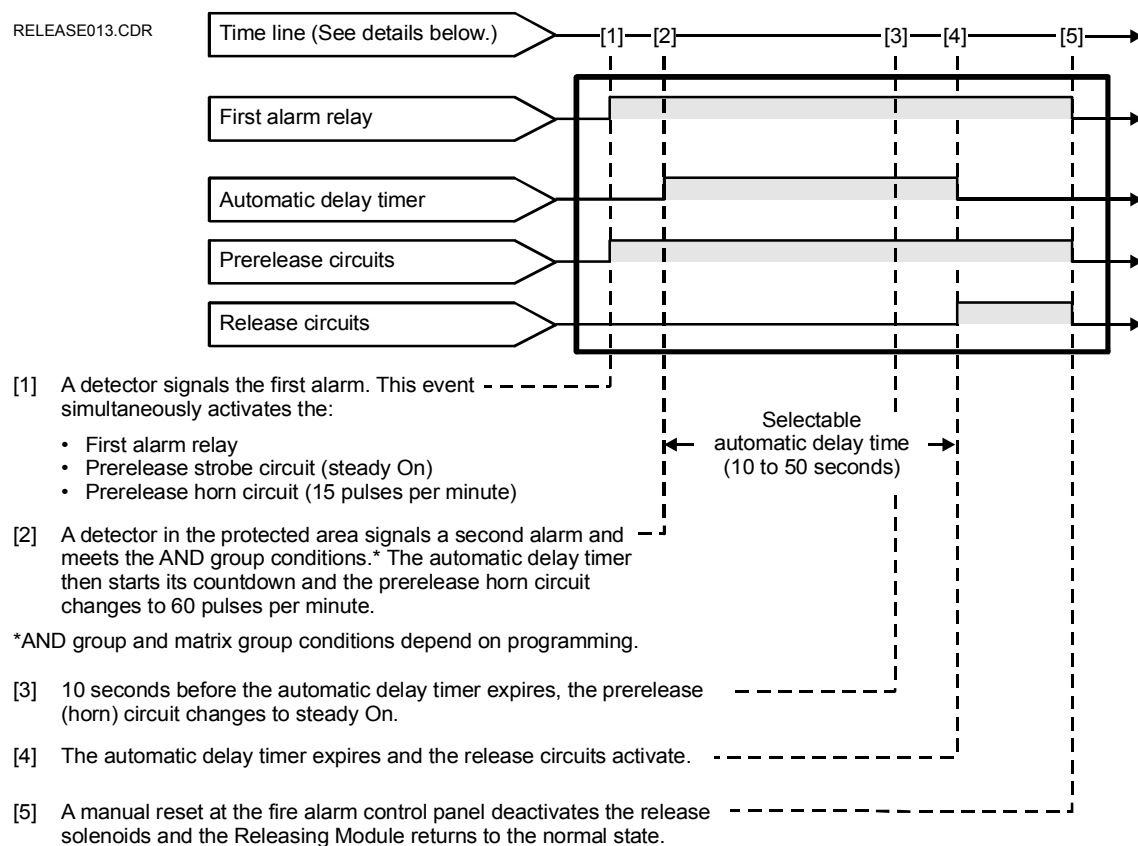 RELEASE013.CDR
Time line (See details below.)
[1] [2] [3] [4] [5]
First alarm relay
Automatic delay timer
Prerelease circuits
Release circuits
[1] A detector signals the first alarm. This event
simultaneously activates the:
• First alarm relay
• Prerelease strobe circuit (steady On)
• Prerelease horn circuit (15 pulses per minute)
Selectable
automatic delay time
(10 to 50 seconds)
[2] A detector in the protected area signals a second alarm and
meets the AND group conditions.* The automatic delay timer
then starts its countdown and the prerelease horn circuit
changes to 60 pulses per minute.
*AND group and matrix group conditions depend on programming.
[3] 10 seconds before the automatic delay timer expires, the prerelease
(horn) circuit changes to steady On.
[4] The automatic delay timer expires and the release circuits activate.
[5] A manual reset at the fire alarm control panel deactivates the release
solenoids and the Releasing Module returns to the normal state.